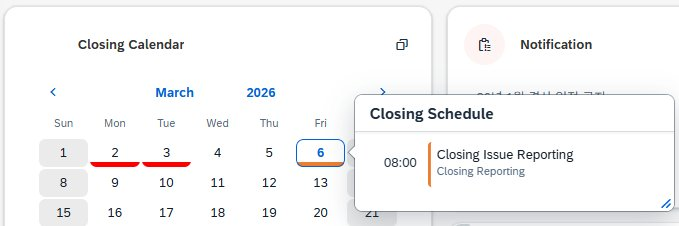 Closing Calendar
Notification
March 2026
Sun Mon Tue Wed Thu Fri
Closing Schedule
08:00 Closing Issue Reporting
Closing Reporting
1 2 3 4 5 6
8 9 10 11 12 13
15 16 17 18 19 20 21